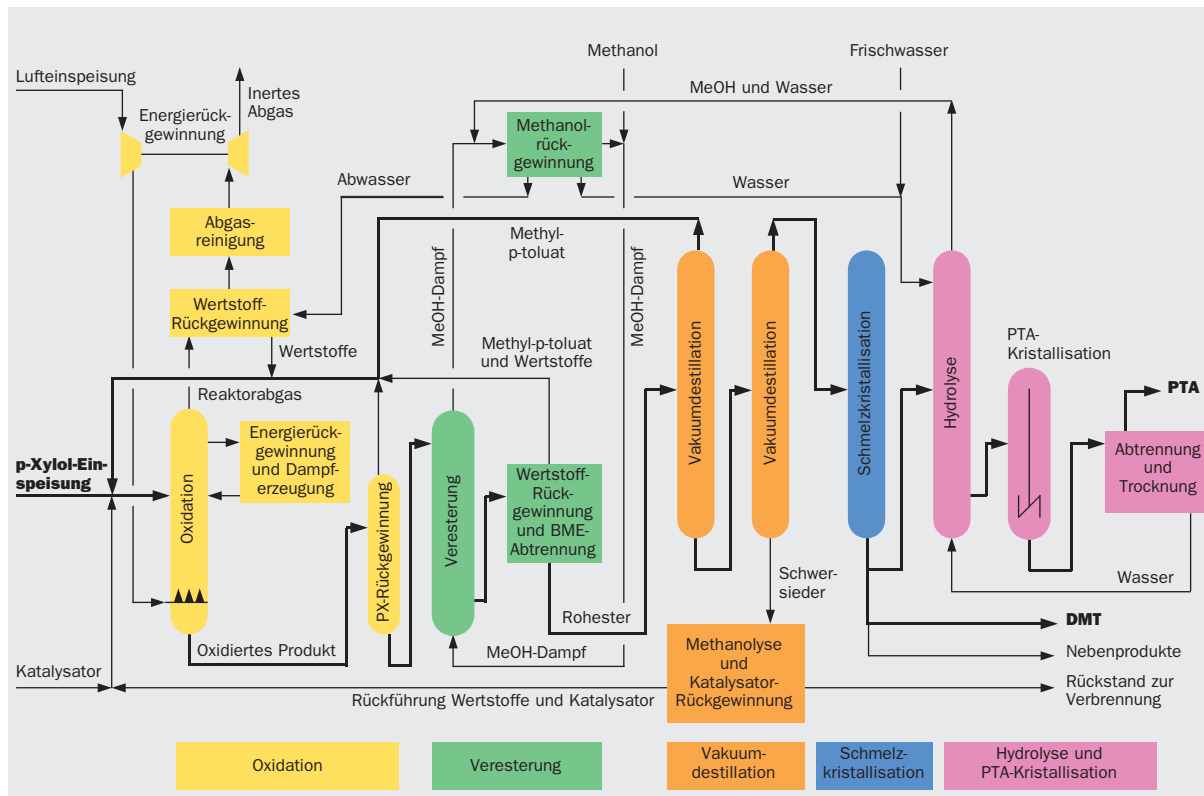 Methanol
Frischwasser
Lufteinspeisung
Inertes
Abgas
MeOH und Wasser
Energierück-
gewinnung
Methanol-
rück-
gewinnung
Abwasser
Wasser
Abgas-
reinigung
Methyl-
p-toluat
MeOH-Dampf
MeOH-Dampf
Wertstoff-
Rückgewinnung
Wertstoffe
Methyl-p-toluat
und Wertstoffe
PTA-
Kristallisation
Reaktorabgas
PTA
p-Xylol-Ein-
speisung
Oxidation
Energierück-
gewinnung
und Dampf-
erzeugung
PX-Rückgewinnung
Veresterung
Wertstoff-
Rück-
gewinnung
und BME-
Abtrennung
Vakuumdestillation
Vakuumdestillation
Schmelzkristallisation
Hydrolyse
Abtrennung
und
Trocknung
Wasser
Schwer-
sieder
Rohester
Oxidiertes Produkt
MeOH-Dampf
DMT
Methanolyse
und
Katalysator-
Rückgewinnung
Nebenprodukte
Katalysator
Rückführung Wertstoffe und Katalysator
Rückstand zur
Verbrennung
Oxidation
Veresterung
Vakuum-
destillation
Schmelz-
kristallisation
Hydrolyse und
PTA-Kristallisation